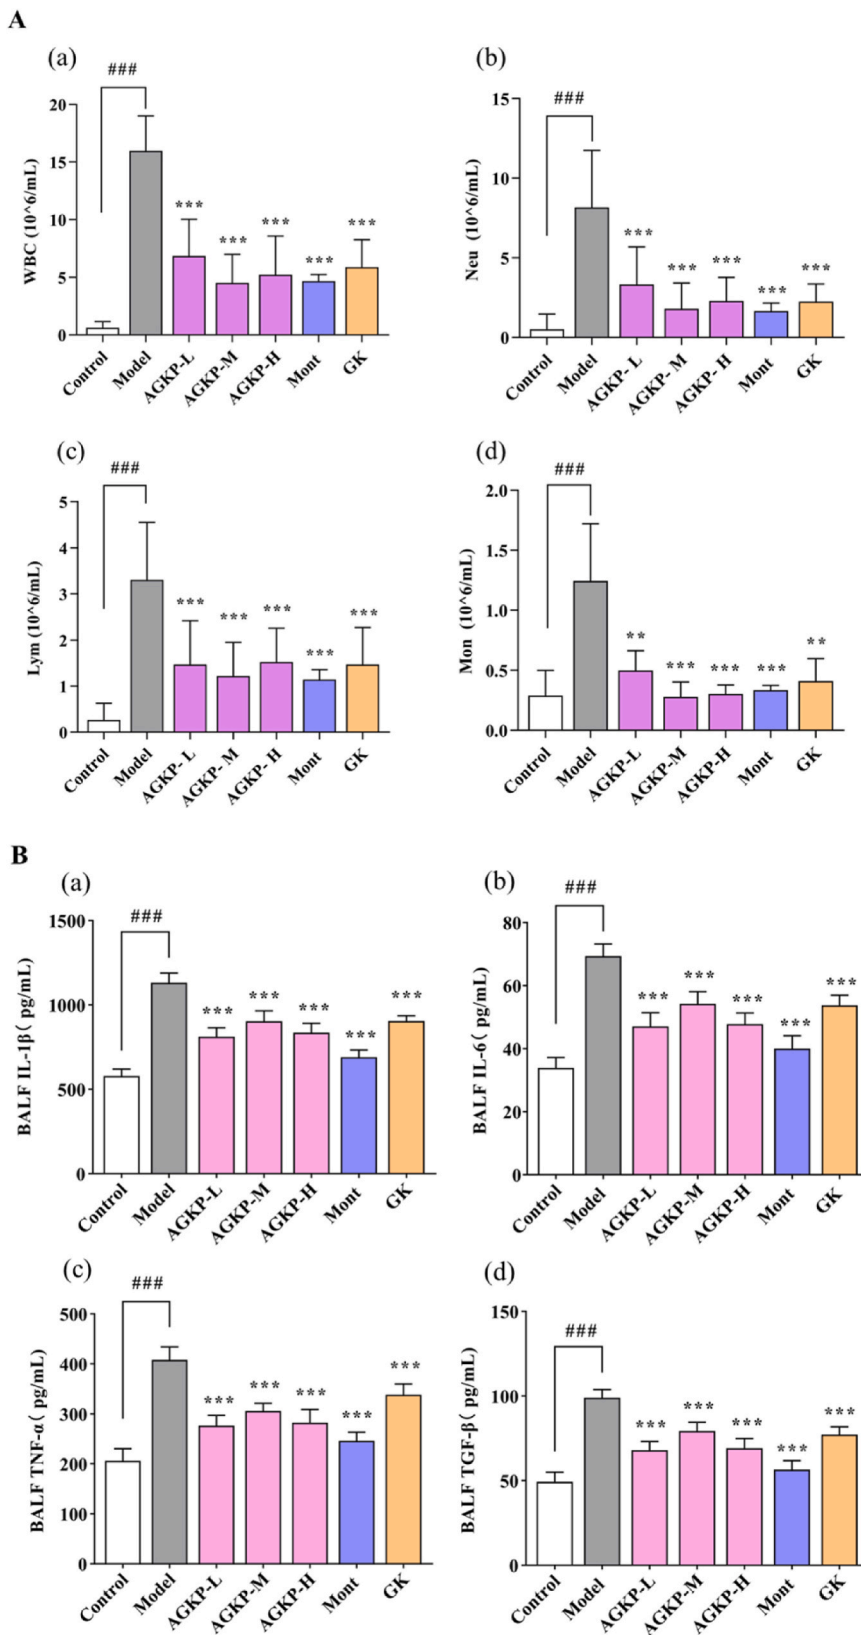 A
(a)
###
WBC (10^6/mL)
20
15
10
5
0
***
***
***
***
***
Control
Model
AGKP-L
AGKP-M
AGKP-H
Mont
GK
(b)
###
Neu (10^6/mL)
15
10
5
0
***
***
***
***
***
Control
Model
AGKP- L
AGKP- M
AGKP- H
Mont
GK
(c)
###
Lym (10^6/mL)
5
4
3
2
1
0
***
***
***
***
***
Control
Model
AGKP- L
AGKP- M
AGKP- H
Mont
GK
(d)
###
Mon (10^6/mL)
2.0
1.5
1.0
0.5
0.0
**
***
***
***
**
Control
Model
AGKP-L
AGKP-M
AGKP-H
Mont
GK
B
(a)
###
BALF IL-1β( pg/mL)
1500
1000
500
0
***
***
***
***
***
Control
Model
AGKP-L
AGKP-M
AGKP-H
Mont
GK
(b)
###
BALF IL-6( pg/mL)
80
60
40
20
0
***
***
***
***
***
Control
Model
AGKP-L
AGKP-M
AGKP-H
Mont
GK
(c)
###
BALF TNF-α( pg/mL)
500
400
300
200
100
0
***
***
***
***
***
Control
Model
AGKP-L
AGKP-M
AGKP-H
Mont
GK
(d)
###
BALF TGF-β( pg/mL)
150
100
50
0
***
***
***
***
***
Control
Model
AGKP-L
AGKP-M
AGKP-H
Mont
GK